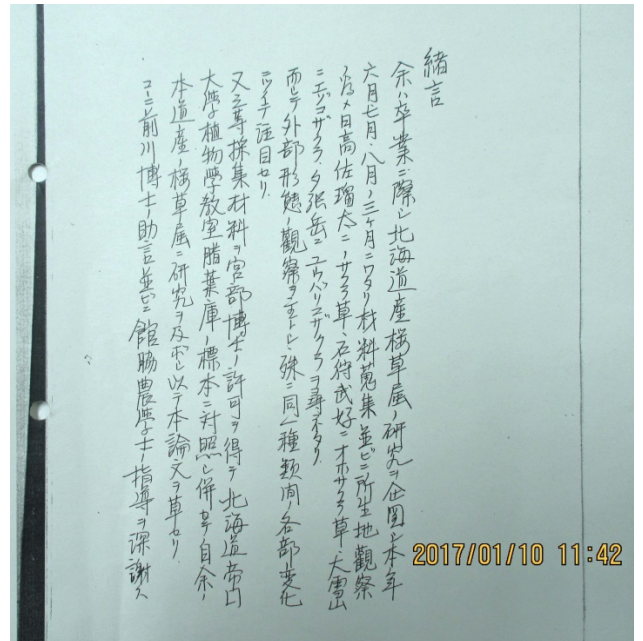 緒言
余ハ卒業ニ際シ北海道産桜草属ノ研究ヲ企図シ本年
六月七月八月ノ三ヶ月ニワタリ材料蒐集並ビニ所生地観察
ノ為メ日高佐瑠太ニサクラ草、石狩武好ニオホサクラ草、大雪山
ニエゾコザクラ、夕張岳ニユウバリコザクラヲ尋ネタリ
而シテ外部形態ノ観察ヲ主トシ、殊ニ同一種類間ノ各部ノ変化
ニツイテ注目セリ
又之等採集材料ヲ宮部博士ノ許可ヲ得テ北海道帝国
大学植物学教室腊葉庫ノ標本ニ対照シ併セテ自余ノ
本道産ノ桜草属ニ研究ヲ及ボシ以テ本論文ヲ草セリ
コヽニ前川博士ノ助言並ビニ館脇農学士ノ指導ヲ深謝ス
2017/01/10 11:42